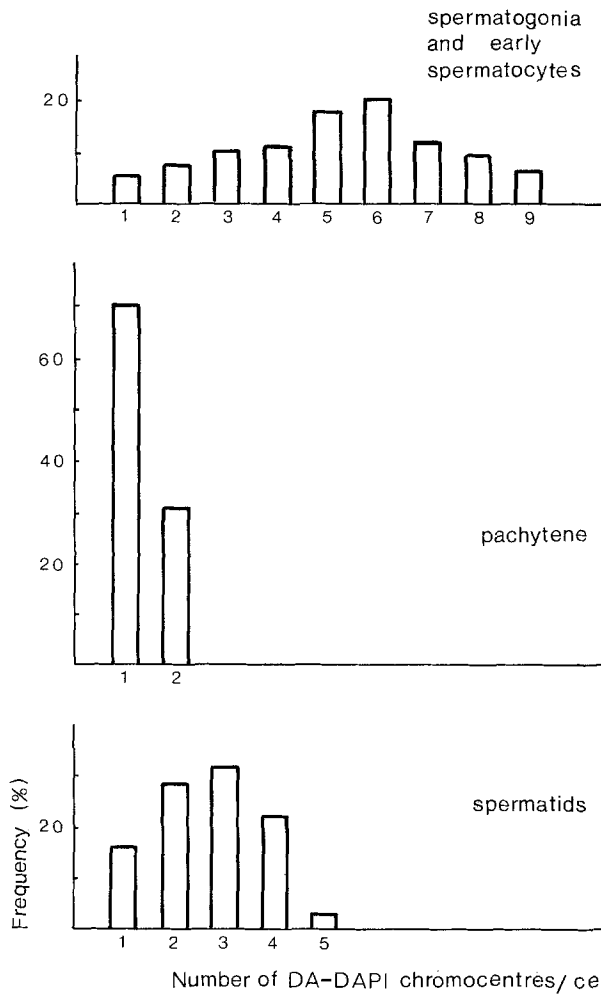 spermatogonia
and early
spermatocytes
20
1 2 3 4 5 6 7 8 9
60
40
20
pachytene
1 2
20
spermatids
Frequency (%)
1 2 3 4 5
Number of DA-DAPI chromocentres/ce